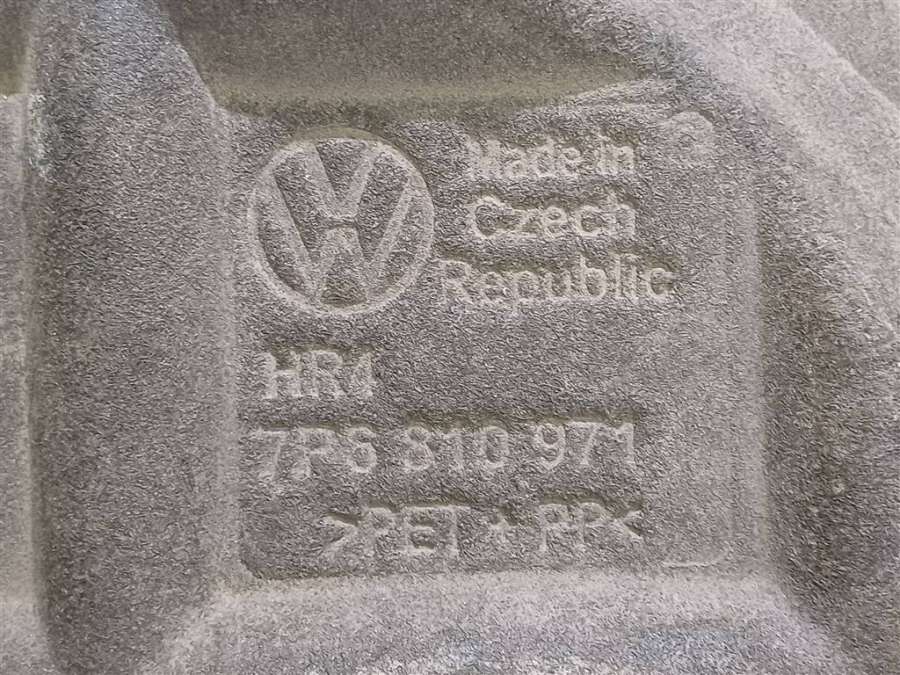 Made in
Czech
Republic
HR4
7P6 810 971
>PET + PP<